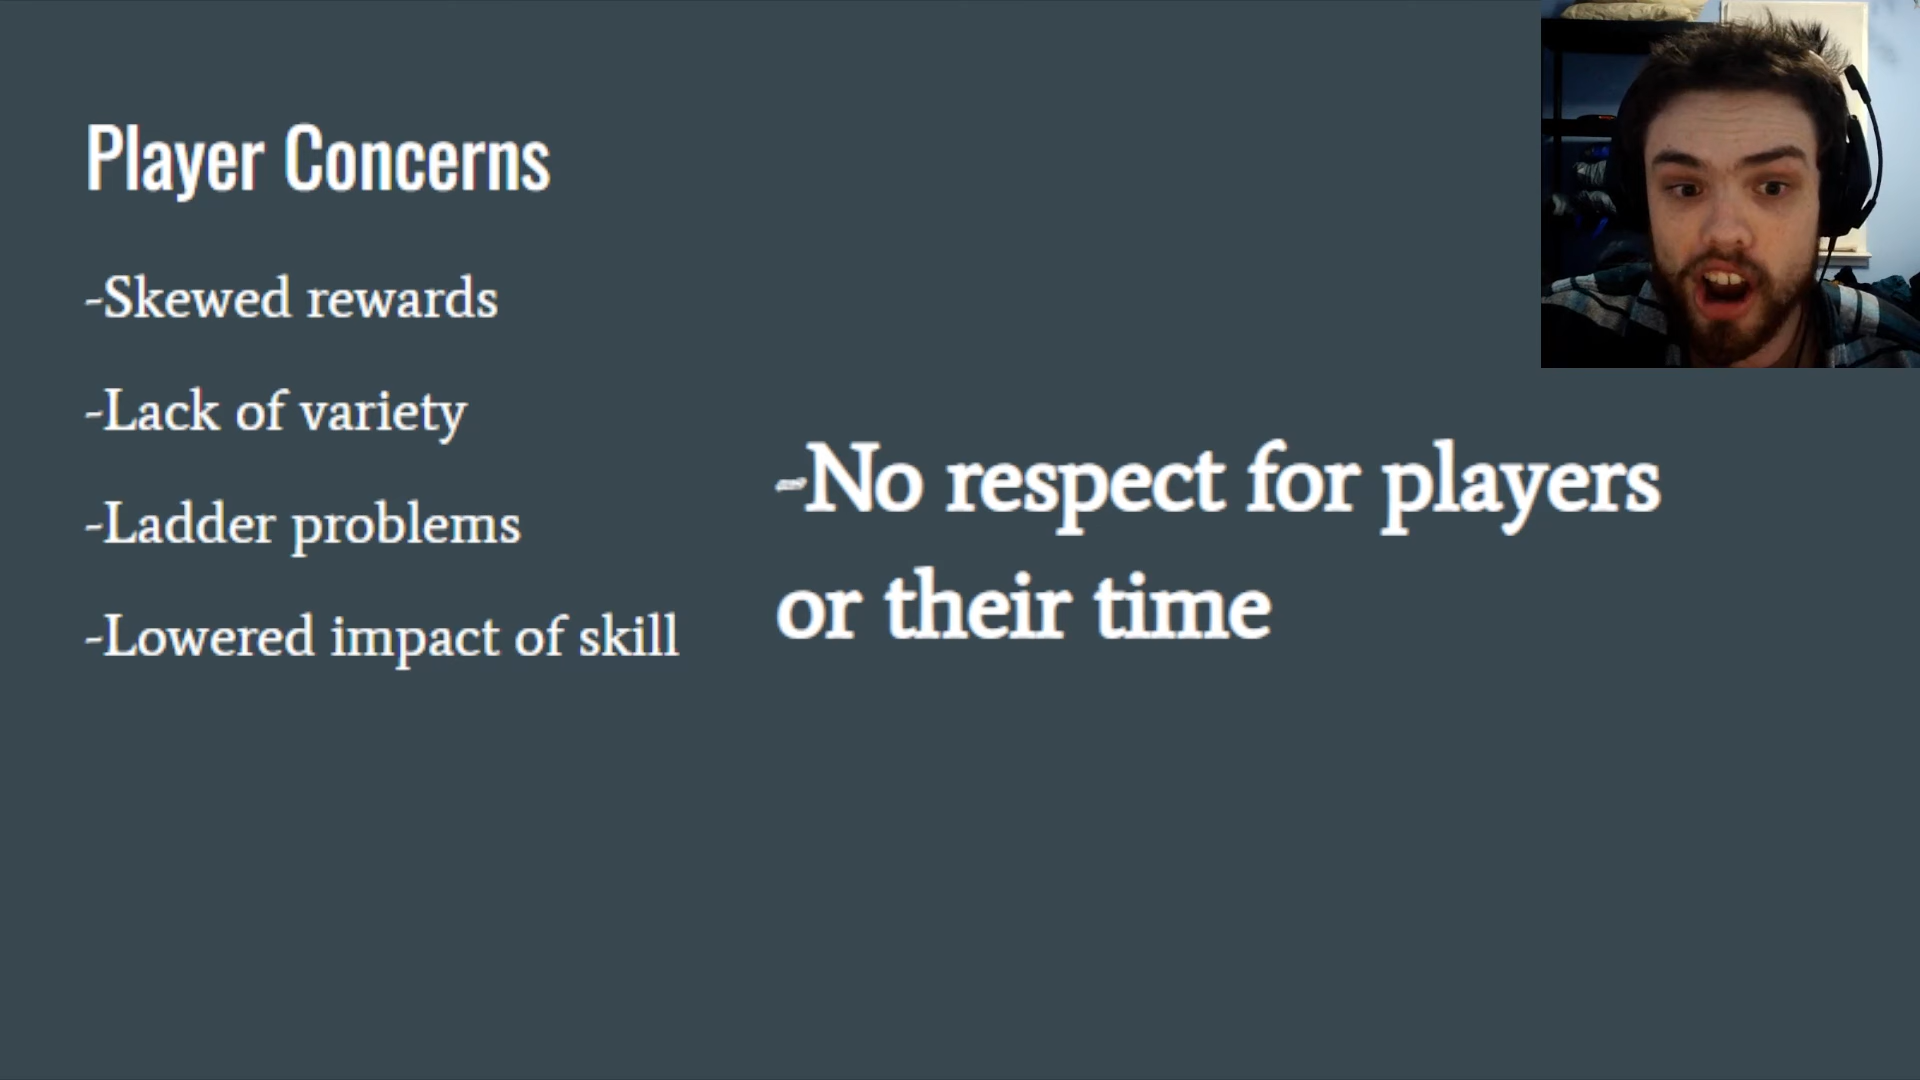 Player Concerns
-Skewed rewards
-Lack of variety
-Ladder problems
-Lowered impact of skill
-No respect for players
or their time